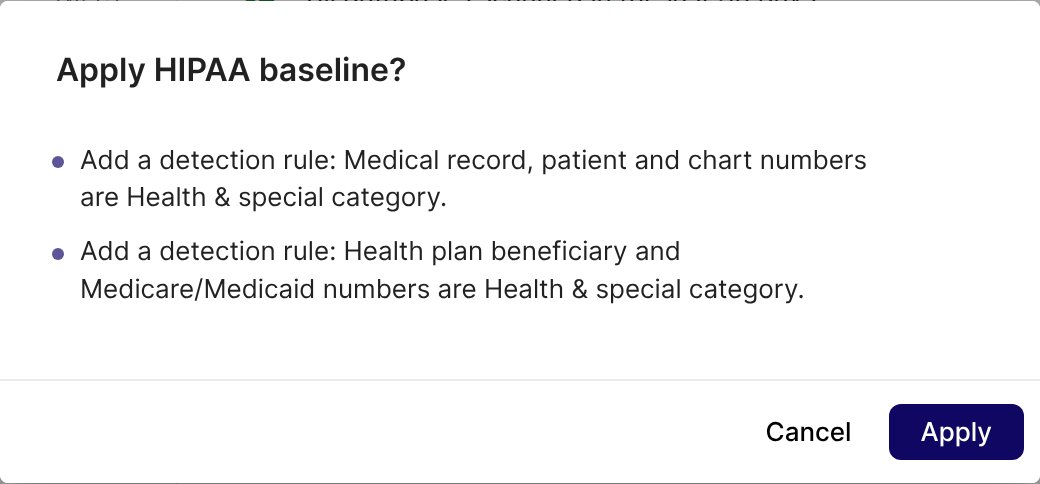 Apply HIPAA baseline?
Add a detection rule: Medical record, patient and chart numbers
are Health & special category.
Add a detection rule: Health plan beneficiary and
Medicare/Medicaid numbers are Health & special category.
Cancel
Apply